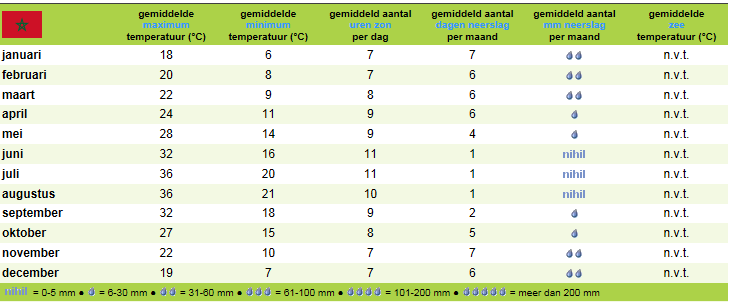 gemiddelde maximum temperatuur (°C) gemiddelde minimum temperatuur (°C) gemiddeld aantal uren zon per dag gemiddeld aantal dagen neerslag per maand gemiddeld aantal mm neerslag per maand gemiddelde zee temperatuur (°C)
januari 18 6 7 7 n.v.t.
februari 20 8 7 6 n.v.t.
maart 22 9 8 6 n.v.t.
april 24 11 9 6 n.v.t.
mei 28 14 9 4 n.v.t.
juni 32 16 11 1 nihil n.v.t.
juli 36 20 11 1 nihil n.v.t.
augustus 36 21 10 1 nihil n.v.t.
september 32 18 9 2 n.v.t.
oktober 27 15 8 5 n.v.t.
november 22 10 7 7 n.v.t.
december 19 7 7 6 n.v.t.
nihil = 0-5 mm ● = 6-30 mm ● = 31-60 mm ● = 61-100 mm ● = 101-200 mm ● = meer dan 200 mm